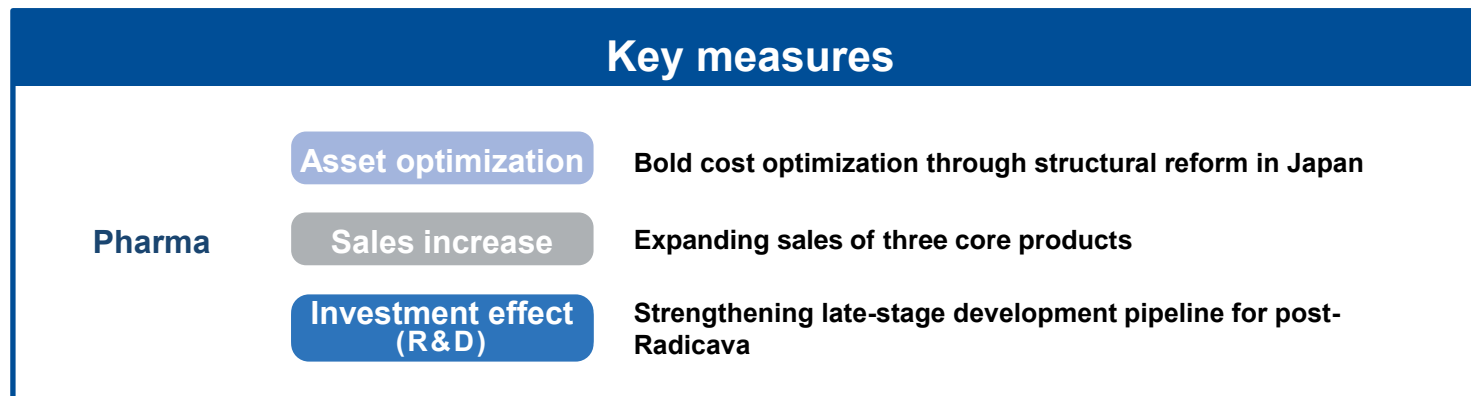 Key measures
Asset optimization
Bold cost optimization through structural reform in Japan
Pharma
Sales increase
Expanding sales of three core products
Investment effect
(R&D)
Strengthening late-stage development pipeline for post-
Radicava